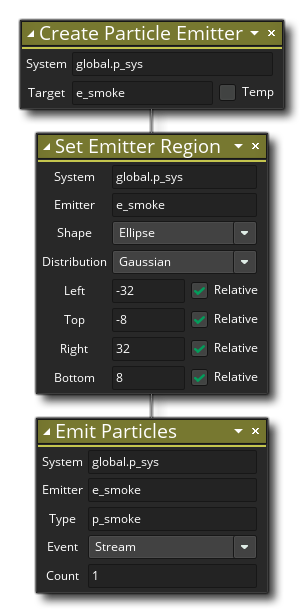 Create Particle Emitter
System global.p_sys
Target e_smoke Temp
Set Emitter Region
System global.p_sys
Emitter e_smoke
Shape Ellipse
Distribution Gaussian
Left -32 Relative
Top -8 Relative
Right 32 Relative
Bottom 8 Relative
Emit Particles
System global.p_sys
Emitter e_smoke
Type p_smoke
Event Stream
Count 1